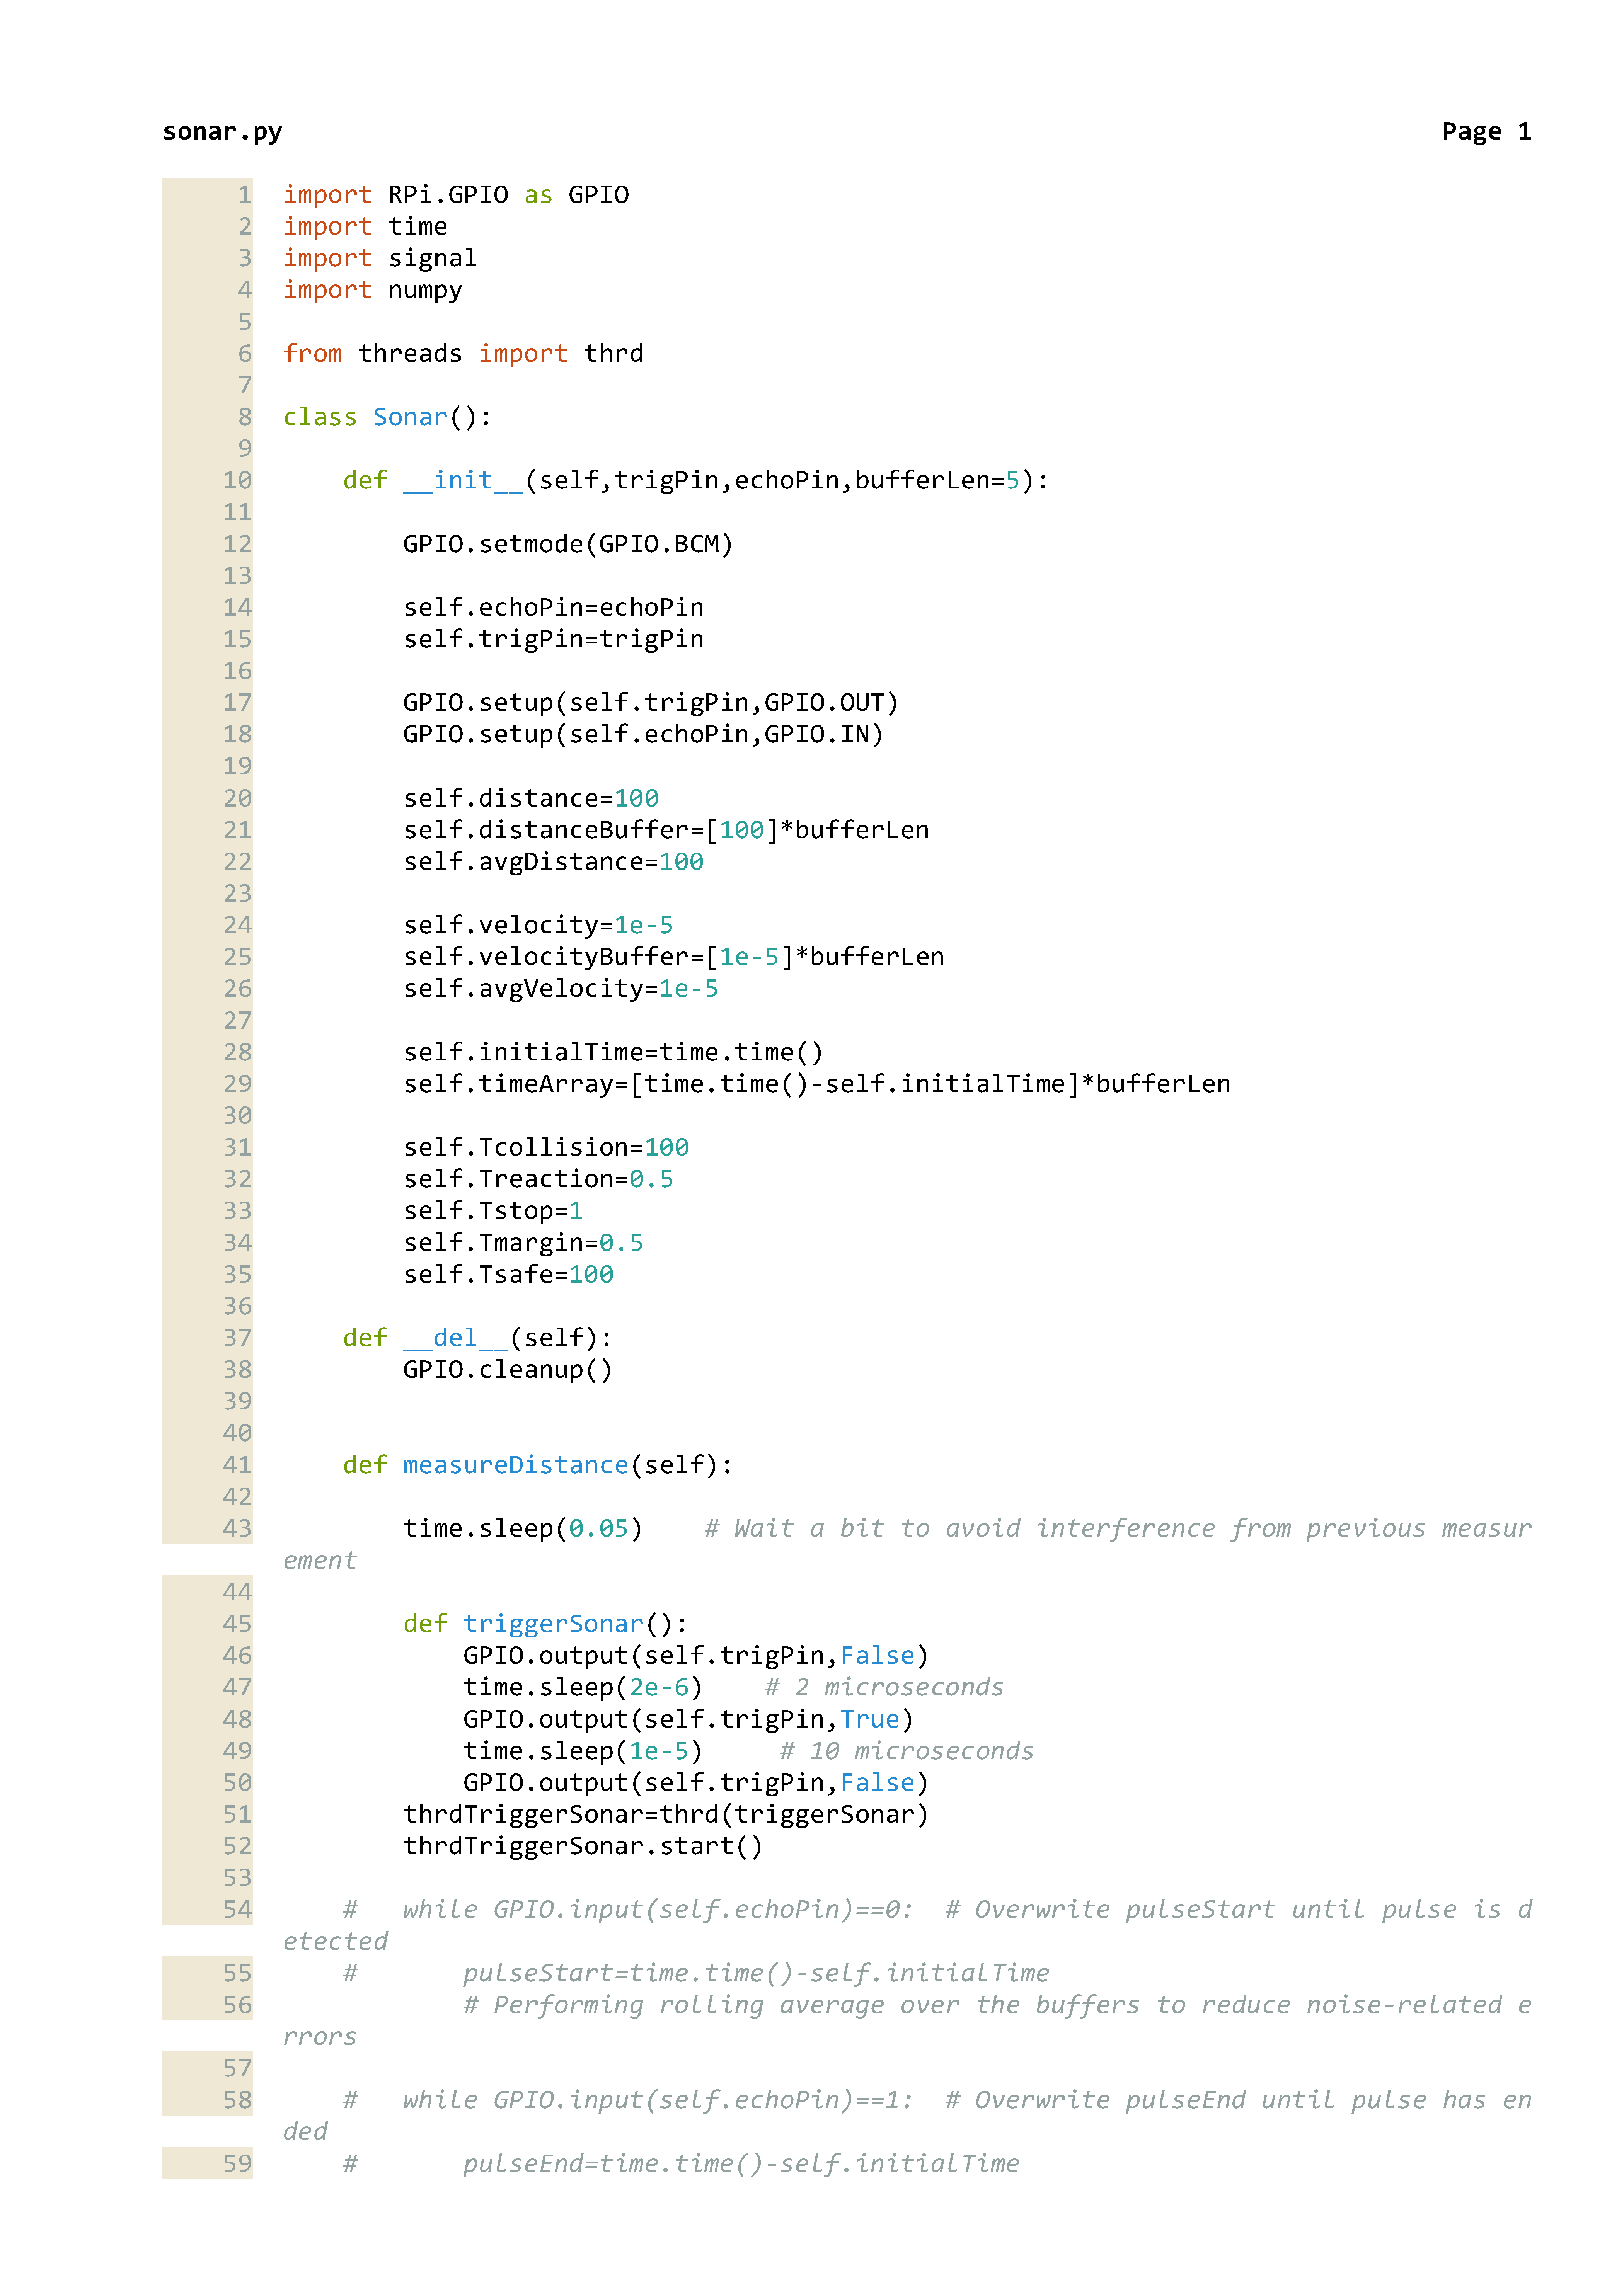 sonar.py Page 1
1 import RPi.GPIO as GPIO
2 import time
3 import signal
4 import numpy
5
6 from threads import thrd
7
8 class Sonar():
9
10     def __init__(self,trigPin,echoPin,bufferLen=5):
11
12         GPIO.setmode(GPIO.BCM)
13
14         self.echoPin=echoPin
15         self.trigPin=trigPin
16
17         GPIO.setup(self.trigPin,GPIO.OUT)
18         GPIO.setup(self.echoPin,GPIO.IN)
19
20         self.distance=100
21         self.distanceBuffer=[100]*bufferLen
22         self.avgDistance=100
23
24         self.velocity=1e-5
25         self.velocityBuffer=[1e-5]*bufferLen
26         self.avgVelocity=1e-5
27
28         self.initialTime=time.time()
29         self.timeArray=[time.time()-self.initialTime]*bufferLen
30
31         self.Tcollision=100
32         self.Treaction=0.5
33         self.Tstop=1
34         self.Tmargin=0.5
35         self.Tsafe=100
36
37     def __del__(self):
38         GPIO.cleanup()
39
40
41     def measureDistance(self):
42
43         time.sleep(0.05)    # Wait a bit to avoid interference from previous measur
ement
44
45         def triggerSonar():
46             GPIO.output(self.trigPin,False)
47             time.sleep(2e-6)    # 2 microseconds
48             GPIO.output(self.trigPin,True)
49             time.sleep(1e-5)     # 10 microseconds
50             GPIO.output(self.trigPin,False)
51         thrdTriggerSonar=thrd(triggerSonar)
52         thrdTriggerSonar.start()
53
54     #   while GPIO.input(self.echoPin)==0:  # Overwrite pulseStart until pulse is d
etected
55     #       pulseStart=time.time()-self.initialTime
56             # Performing rolling average over the buffers to reduce noise-related e
rrors
57
58     #   while GPIO.input(self.echoPin)==1:  # Overwrite pulseEnd until pulse has en
ded
59     #       pulseEnd=time.time()-self.initialTime